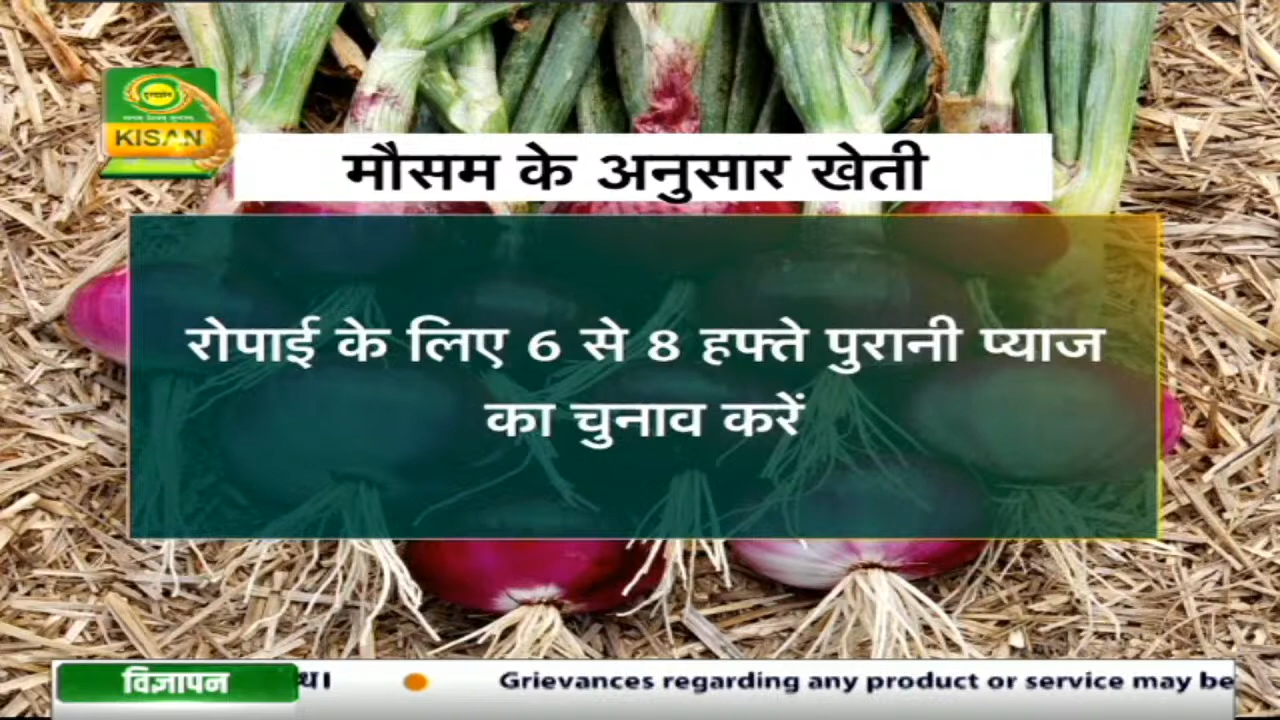 KISAN
मौसम के अनुसार खेती
रोपाई के लिए 6 से 8 हफ्ते पुरानी प्याज
का चुनाव करें
विज्ञापन
था। Grievances regarding any product or service may be